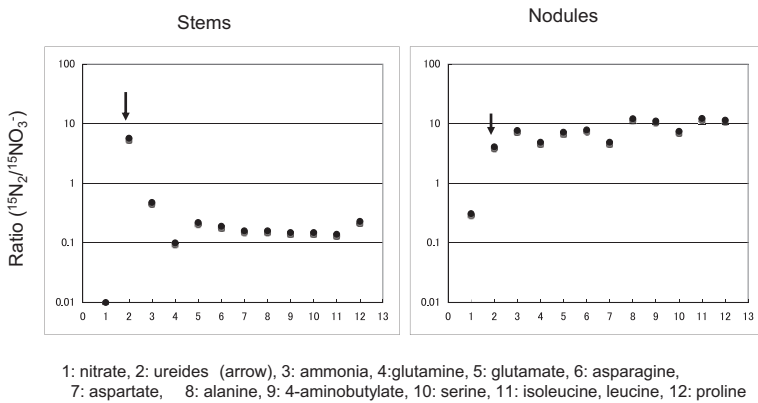 Stems
Nodules
Ratio (¹⁵N₂/¹⁵NO₃⁻)
100
10
1
0.1
0.01
0 1 2 3 4 5 6 7 8 9 10 11 12 13
100
10
1
0.1
0.01
0 1 2 3 4 5 6 7 8 9 10 11 12 13
1: nitrate, 2: ureides (arrow), 3: ammonia, 4:glutamine, 5: glutamate, 6: asparagine,
7: aspartate, 8: alanine, 9: 4-aminobutylate, 10: serine, 11: isoleucine, leucine, 12: proline